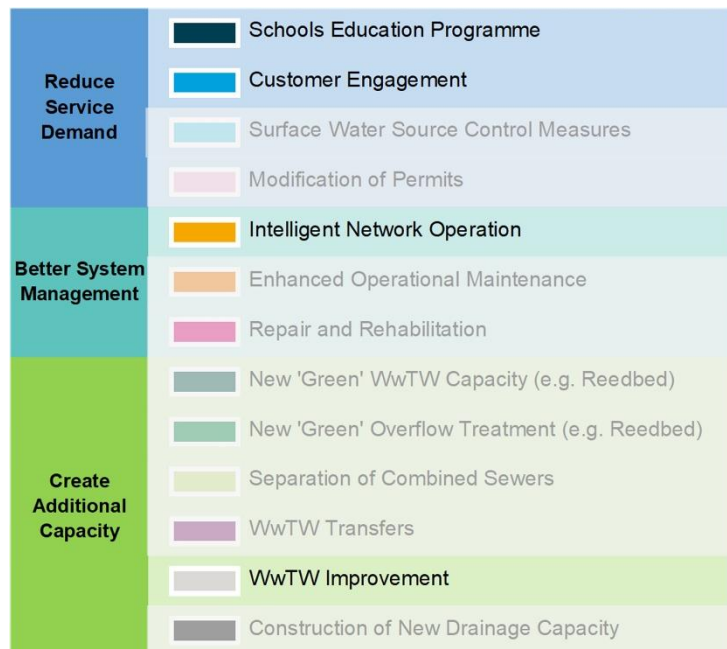 Reduce
Service
Demand
Schools Education Programme
Customer Engagement
Surface Water Source Control Measures
Modification of Permits
Better System
Management
Intelligent Network Operation
Enhanced Operational Maintenance
Repair and Rehabilitation
Create
Additional
Capacity
New 'Green' WwTW Capacity (e.g. Reedbed)
New 'Green' Overflow Treatment (e.g. Reedbed)
Separation of Combined Sewers
WwTW Transfers
WwTW Improvement
Construction of New Drainage Capacity